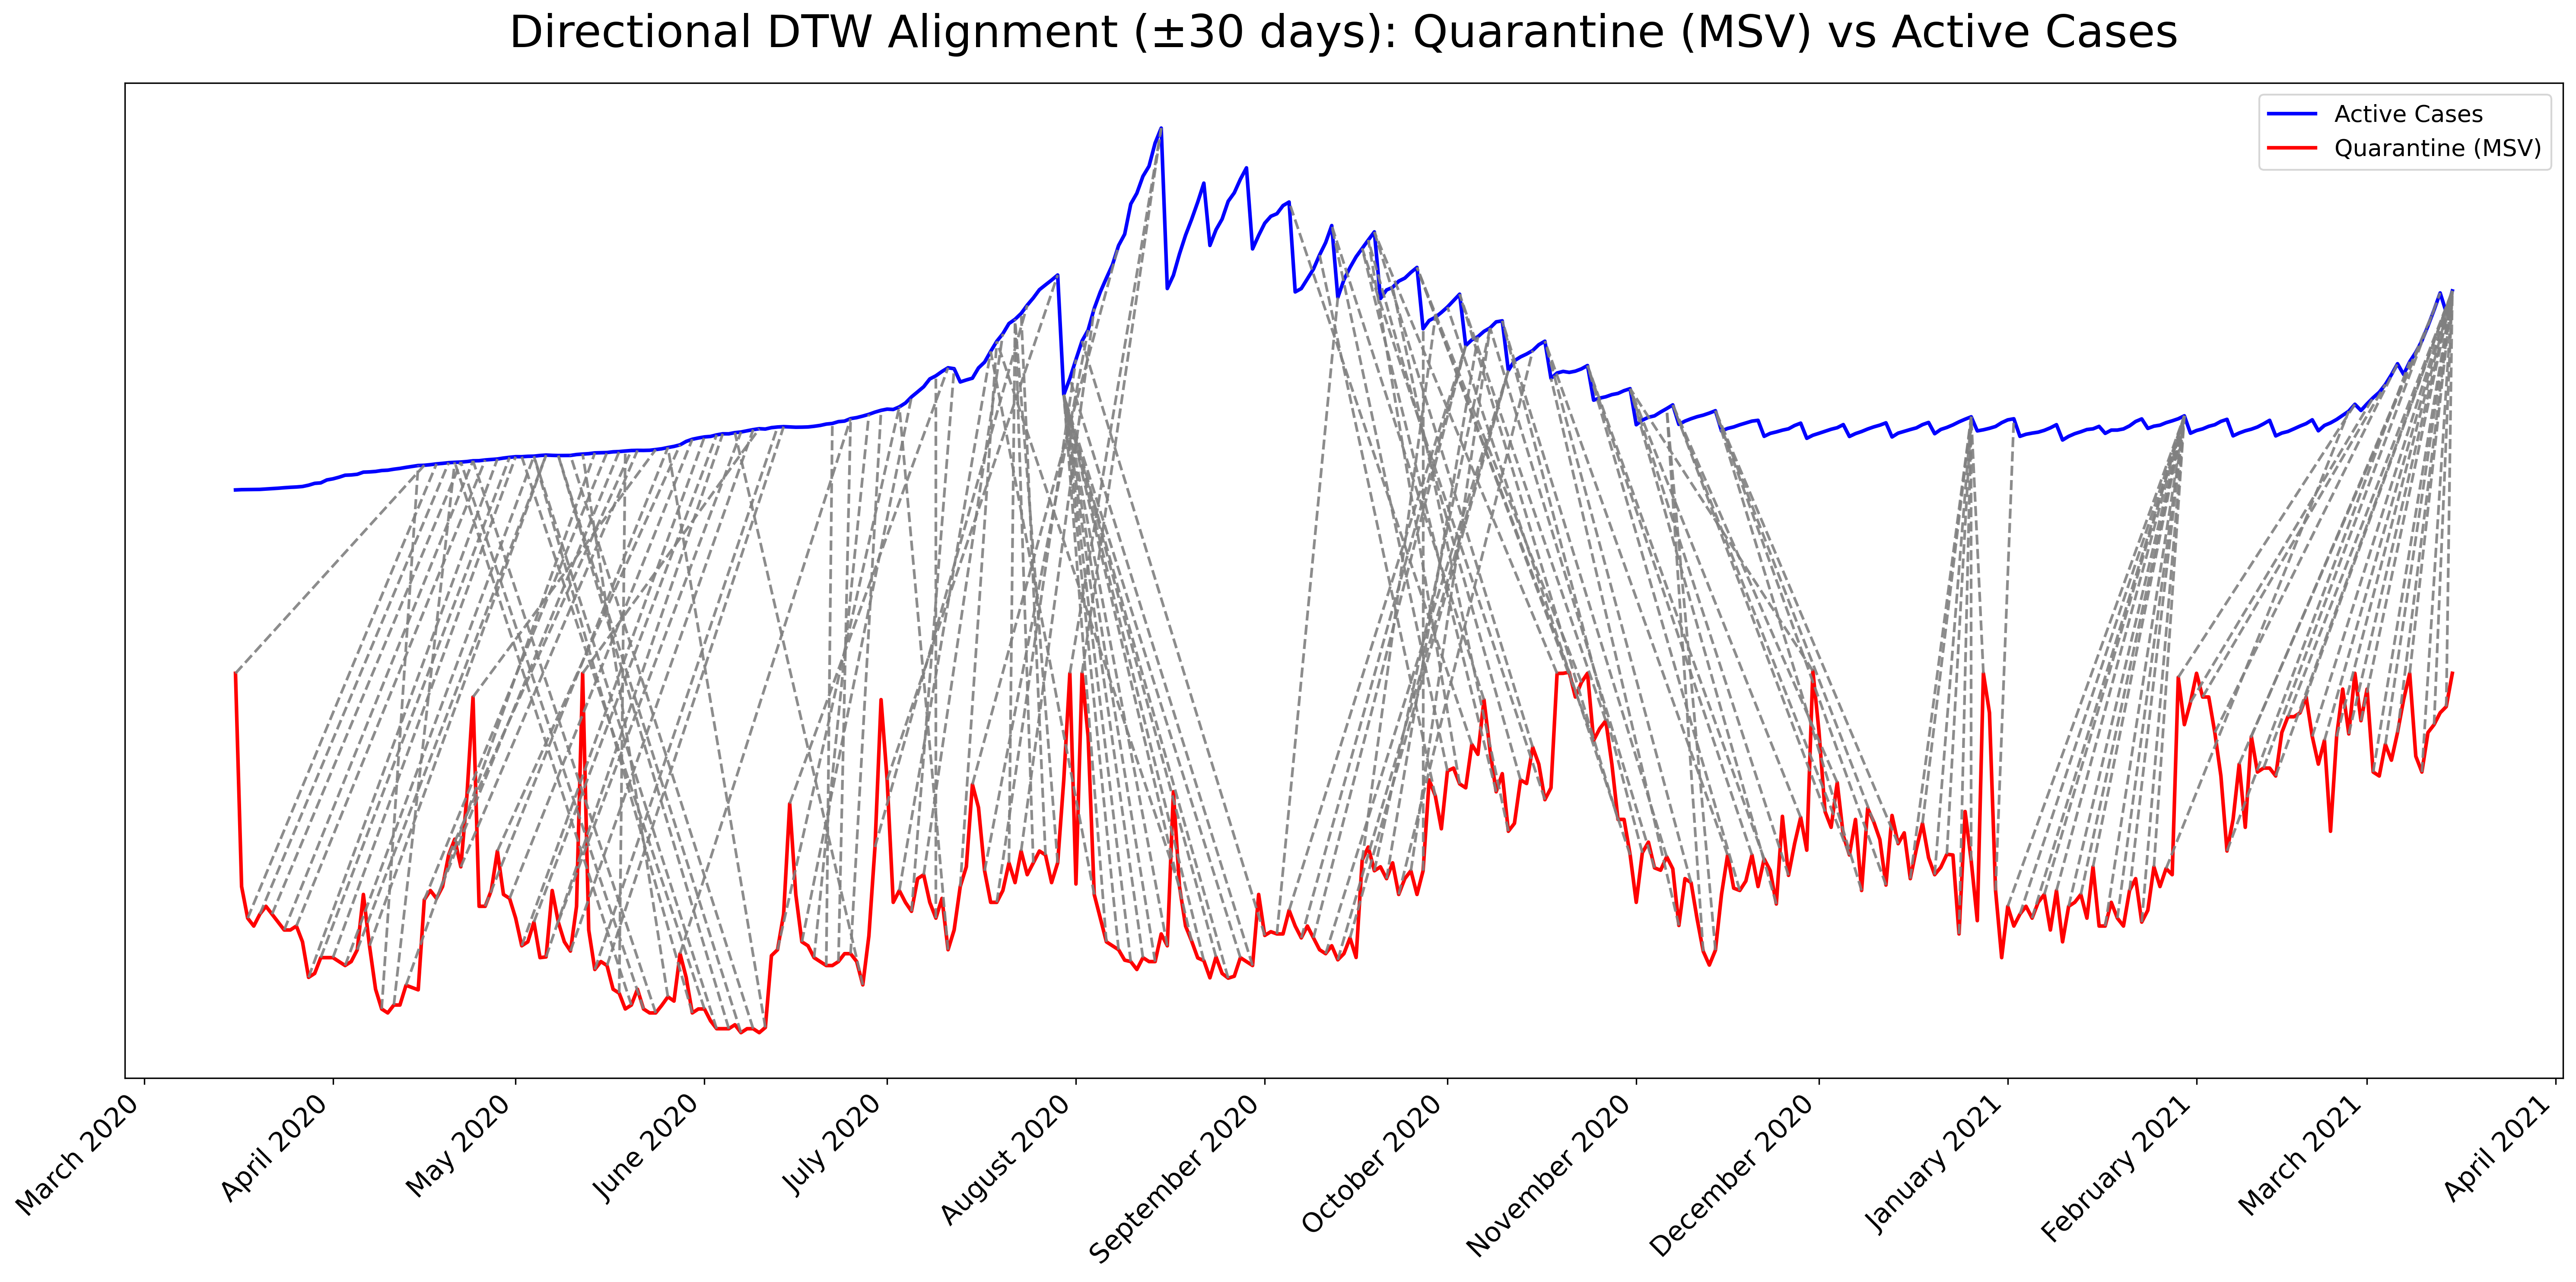 Directional DTW Alignment (±30 days): Quarantine (MSV) vs Active Cases
Active Cases
Quarantine (MSV)
March 2020
April 2020
May 2020
June 2020
July 2020
August 2020
September 2020
October 2020
November 2020
December 2020
January 2021
February 2021
March 2021
April 2021